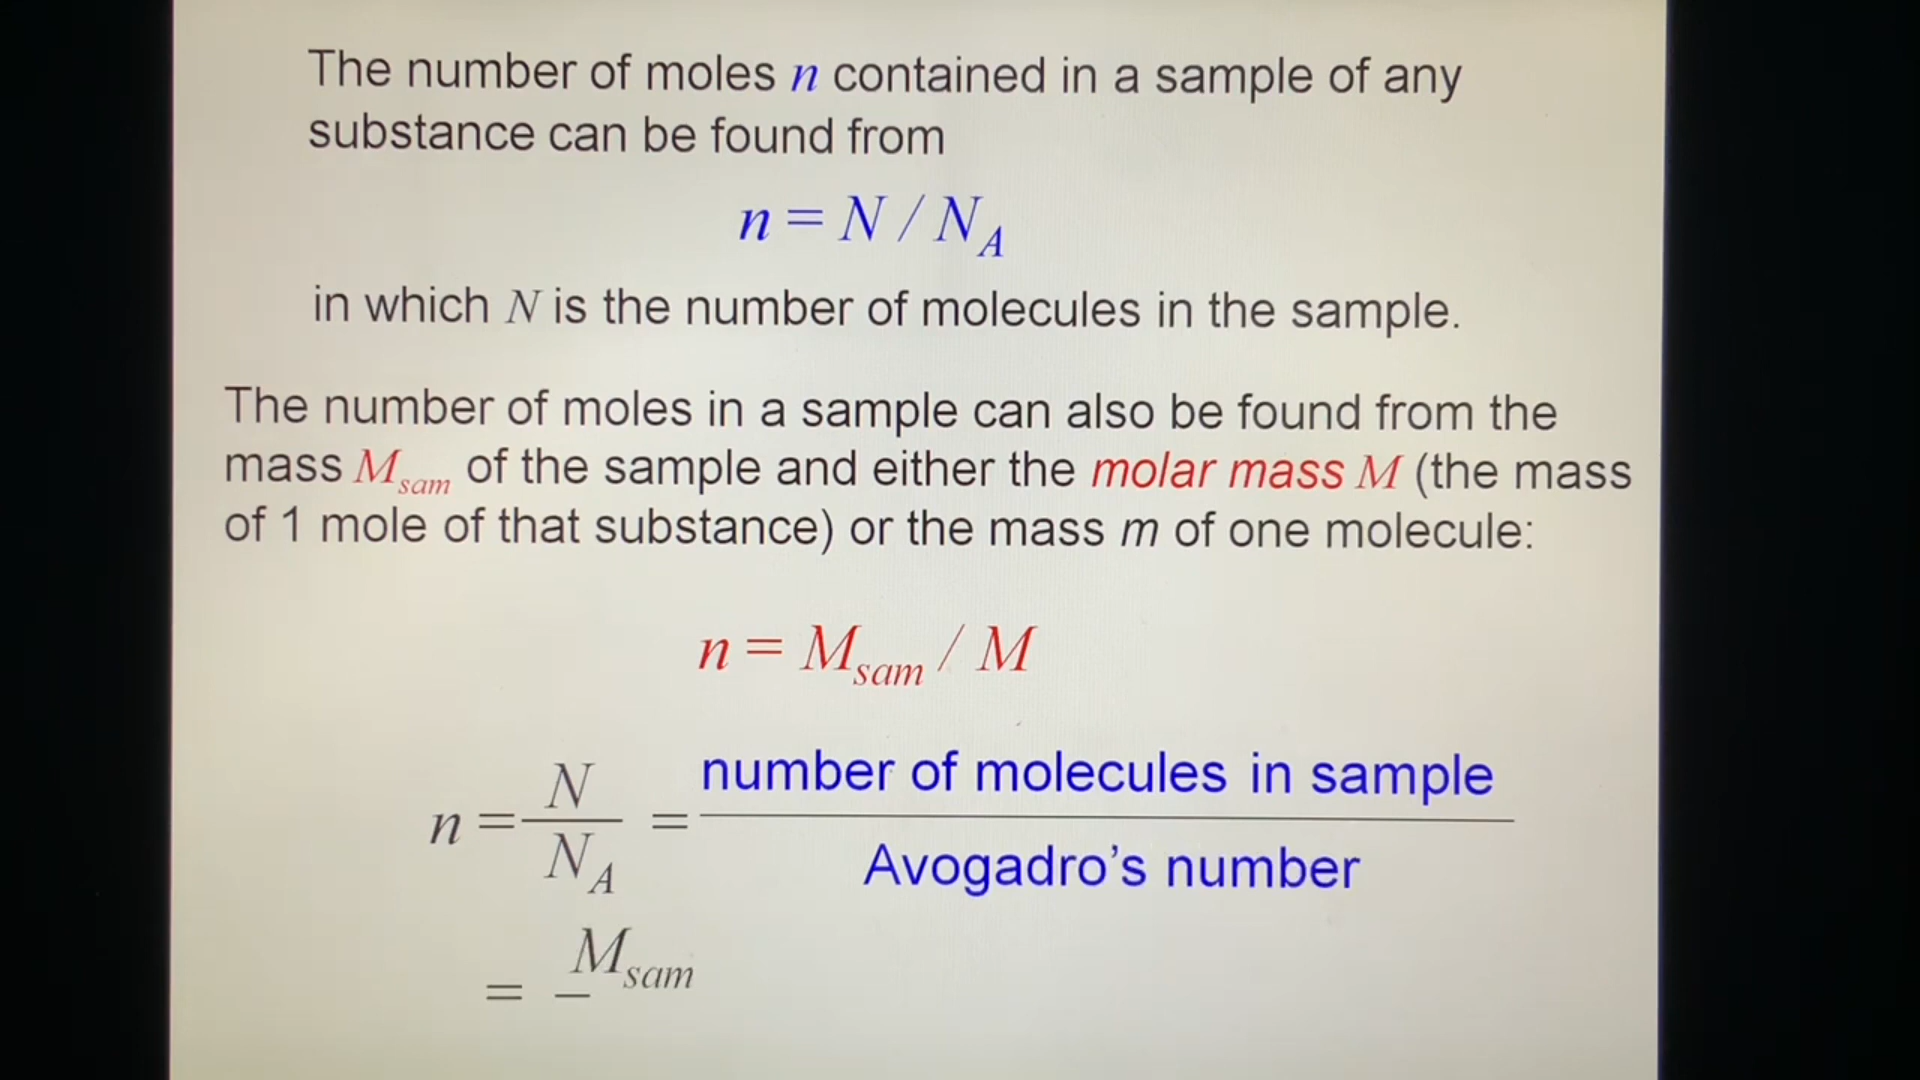 The number of moles n contained in a sample of any
substance can be found from
n = N / N_A
in which N is the number of molecules in the sample.
The number of moles in a sample can also be found from the
mass M_sam of the sample and either the molar mass M (the mass
of 1 mole of that substance) or the mass m of one molecule:
n = M_sam / M
n = N / N_A = number of molecules in sample / Avogadro’s number
= M_sam